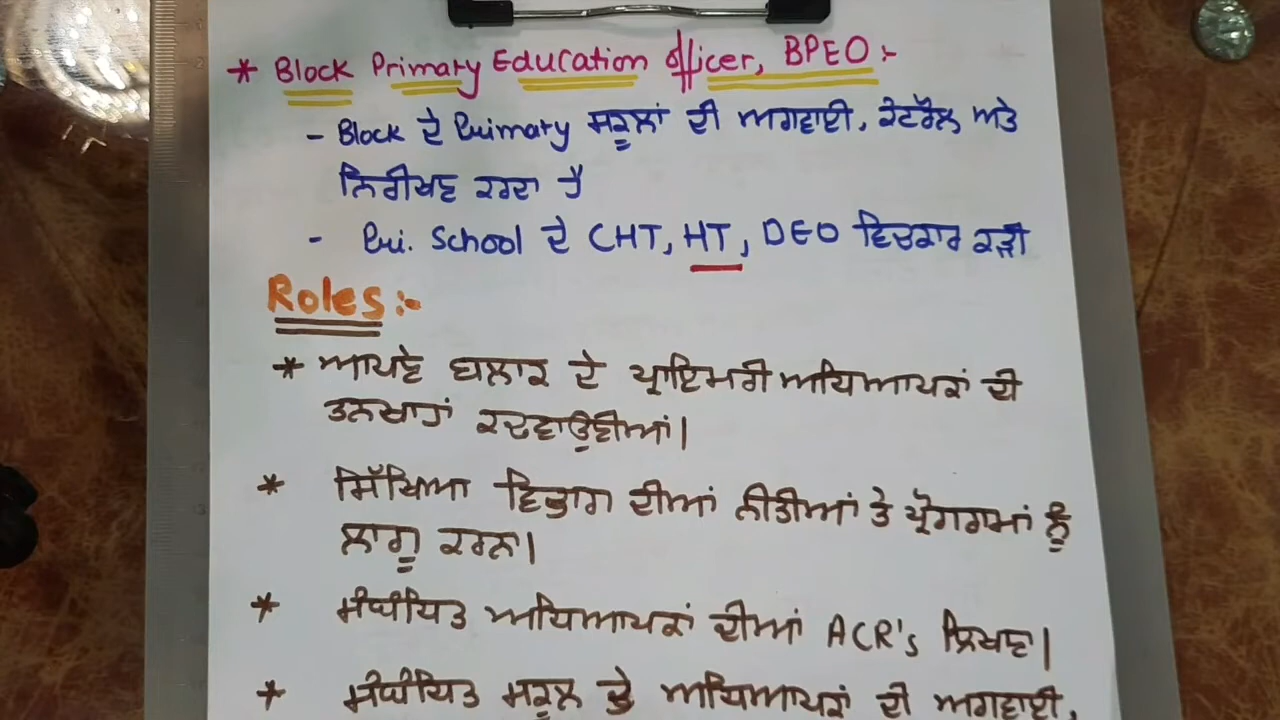 * Block Primary Education Officer, BPEO :-
- Block ਦੇ Primary ਸਕੂਲਾਂ ਦੀ ਅਗਵਾਈ, ਕੰਟਰੋਲ ਅਤੇ
ਨਿਰੀਖਣ ਕਰਦਾ ਹੈ
- Pri. School ਦੇ CHT, HT, DEO ਵਿਚਕਾਰ ਕੜੀ
Roles :-
* ਆਪਣੇ ਬਲਾਕ ਦੇ ਪ੍ਰਾਇਮਰੀ ਅਧਿਆਪਕਾਂ ਦੀ
ਤਨਖਾਹਾਂ ਕਢਵਾਉਣੀਆਂ।
* ਸਿੱਖਿਆ ਵਿਭਾਗ ਦੀਆਂ ਨੀਤੀਆਂ ਤੇ ਪ੍ਰੋਗਰਾਮਾਂ ਨੂੰ
ਲਾਗੂ ਕਰਨਾ।
* ਸੰਬੰਧਿਤ ਅਧਿਆਪਕਾਂ ਦੀਆਂ ACR's ਲਿਖਣਾ।
* ਸੰਬੰਧਿਤ ਸਕੂਲ ਤੇ ਅਧਿਆਪਕਾਂ ਦੀ ਅਗਵਾਈ,